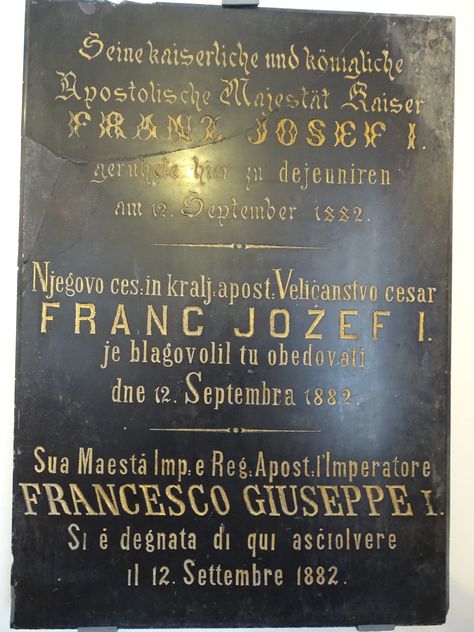 Seine kaiserliche und königliche
Apostolische Majestät Kaiser
FRANZ JOSEF I.
geruhete hier zu dejeuniren
am 12. September 1882.
Njegovo ces: in kralj: apost: Veličanstvo cesar
FRANC JOŽEF I.
je blagovolil tu obedovati
dne 12. Septembra 1882.
Sua Maestá Imp: e Reg: Apost: l'Imperatore
FRANCESCO GIUSEPPE I.
Si é degnata di qui asciolvere
il 12. Settembre 1882.